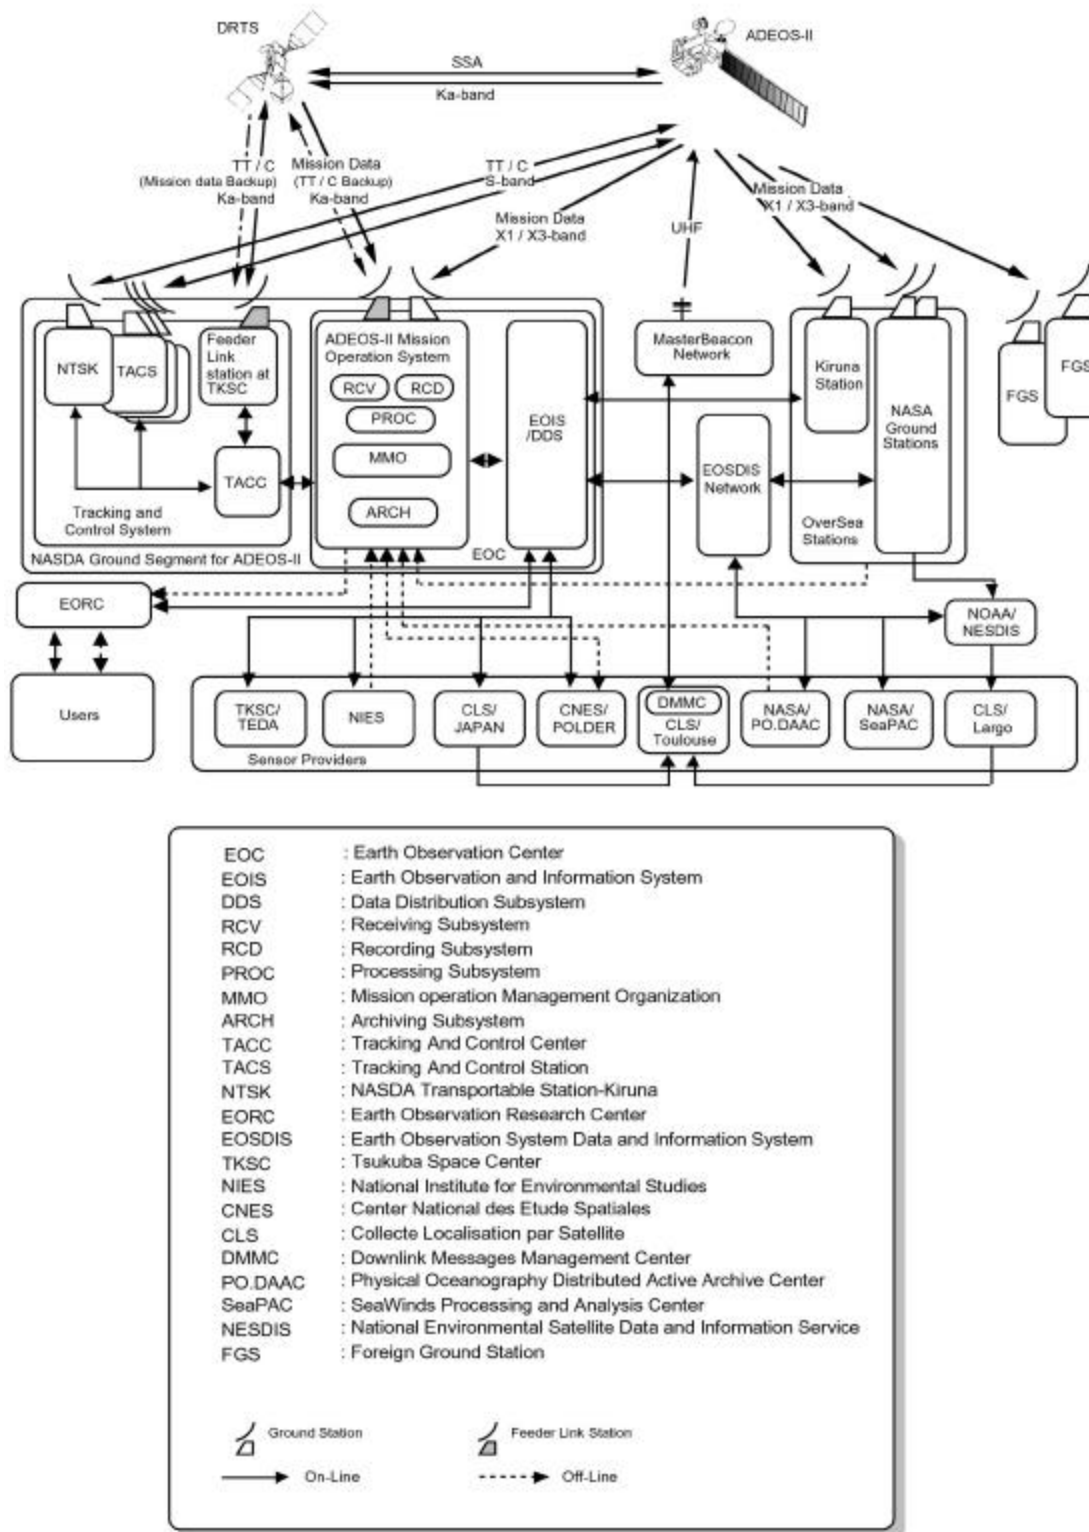 DRTS
ADEOS-II
SSA
Ka-band
TT / C
(Mission data Backup)
Ka-band
Mission Data
(TT / C Backup)
Ka-band
TT / C
S-band
Mission Data
X1 / X3-band
UHF
Mission Data
X1 / X3-band
NTSK
TACS
Feeder
Link
station at
TKSC
TACC
Tracking and
Control System
NASDA Ground Segment for ADEOS-II
ADEOS-II Mission
Operation System
RCV
RCD
PROC
MMO
ARCH
EOIS
/DDS
EOC
MasterBeacon
Network
EOSDIS
Network
Kiruna
Station
NASA
Ground
Stations
OverSea
Stations
FGS
FGS
EORC
Users
NOAA/
NESDIS
TKSC/
TEDA
NIES
CLS/
JAPAN
CNES/
POLDER
DMMC
CLS/
Toulouse
NASA/
PO.DAAC
NASA/
SeaPAC
CLS/
Largo
Sensor Providers
EOC : Earth Observation Center
EOIS : Earth Observation and Information System
DDS : Data Distribution Subsystem
RCV : Receiving Subsystem
RCD : Recording Subsystem
PROC : Processing Subsystem
MMO : Mission operation Management Organization
ARCH : Archiving Subsystem
TACC : Tracking And Control Center
TACS : Tracking And Control Station
NTSK : NASDA Transportable Station-Kiruna
EORC : Earth Observation Research Center
EOSDIS : Earth Observation System Data and Information System
TKSC : Tsukuba Space Center
NIES : National Institute for Environmental Studies
CNES : Center National des Etude Spatiales
CLS : Collecte Localisation par Satellite
DMMC : Downlink Messages Management Center
PO.DAAC : Physical Oceanography Distributed Active Archive Center
SeaPAC : SeaWinds Processing and Analysis Center
NESDIS : National Environmental Satellite Data and Information Service
FGS : Foreign Ground Station
Ground Station
Feeder Link Station
On-Line
Off-Line